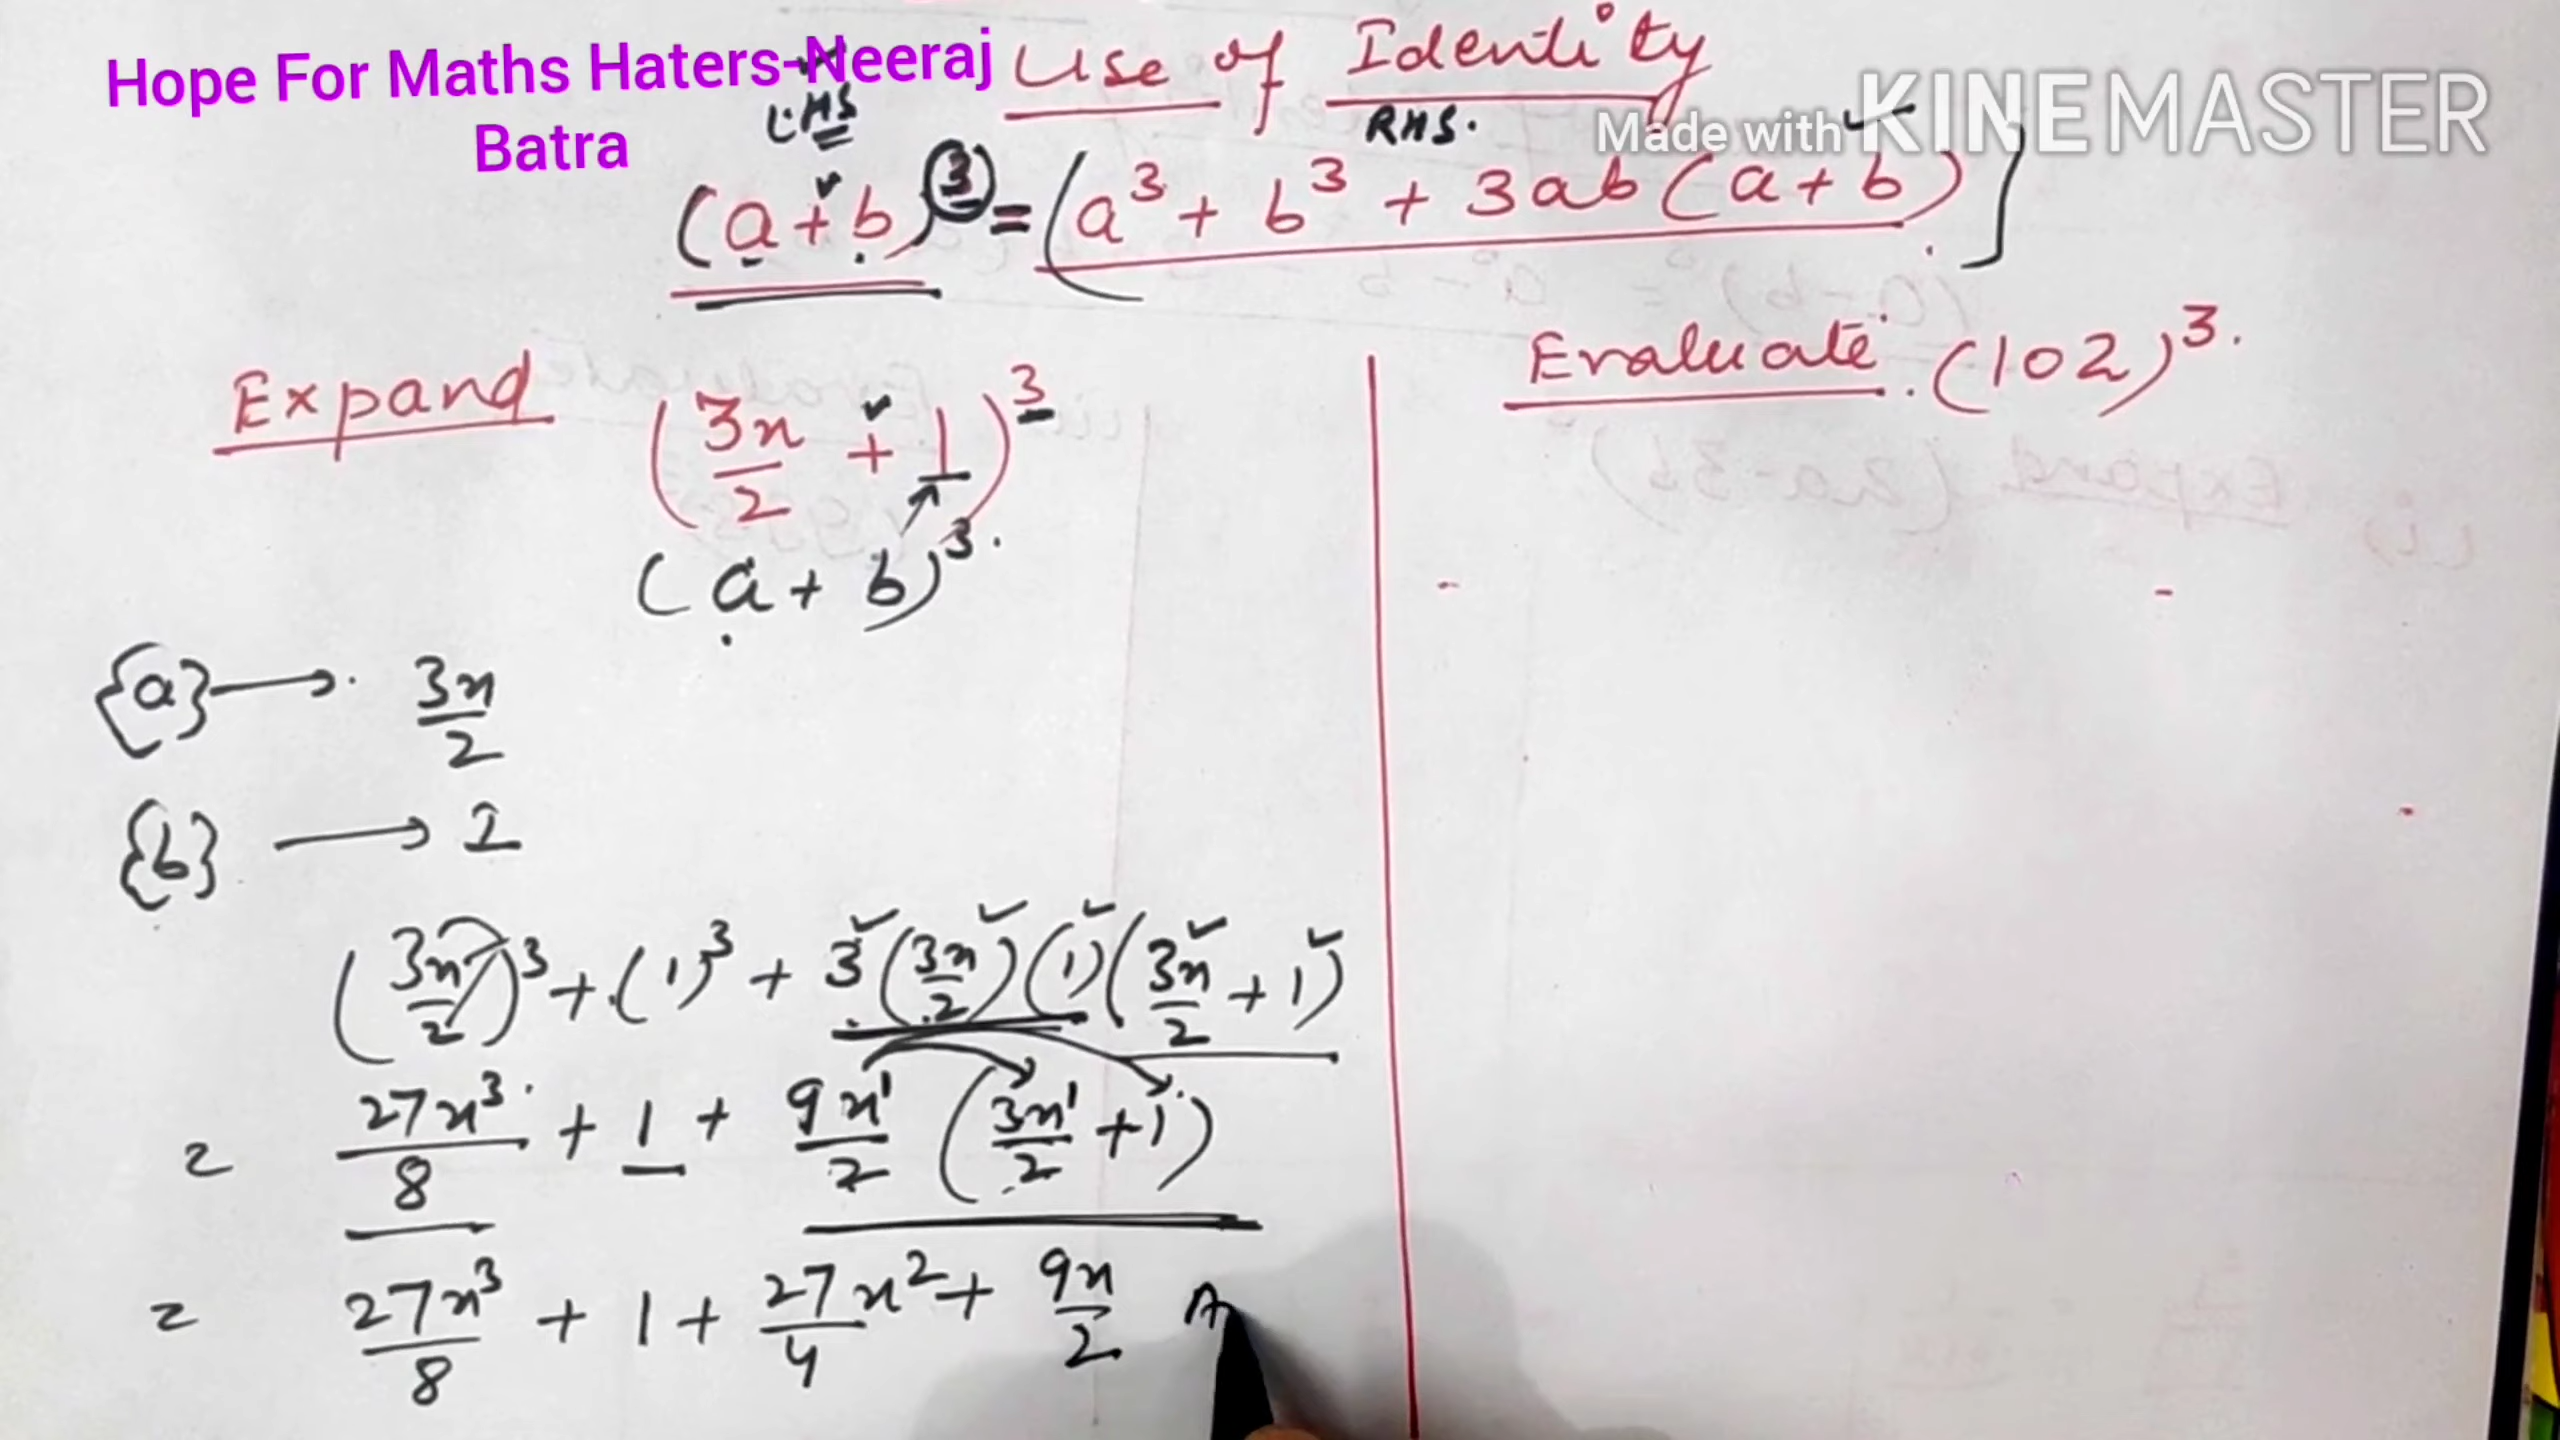 Hope For Maths Haters-Neeraj
Batra
Use of Identity
Made with KINEMASTER
LHS
RHS.
(a+b)³=(a³+b³+3ab(a+b)]
Expand (3x/2 + 1)³
(a+b)³.
{a} → 3x/2
{b} → 1
(3x/2)³+(1)³+3(3x/2)(1)(3x/2+1)
= 27x³/8 + 1 + 9x¹/2 (3x¹/2+1)
= 27x³/8 + 1 + 27/4 x² + 9x/2 A
Evaluate. (102)³.